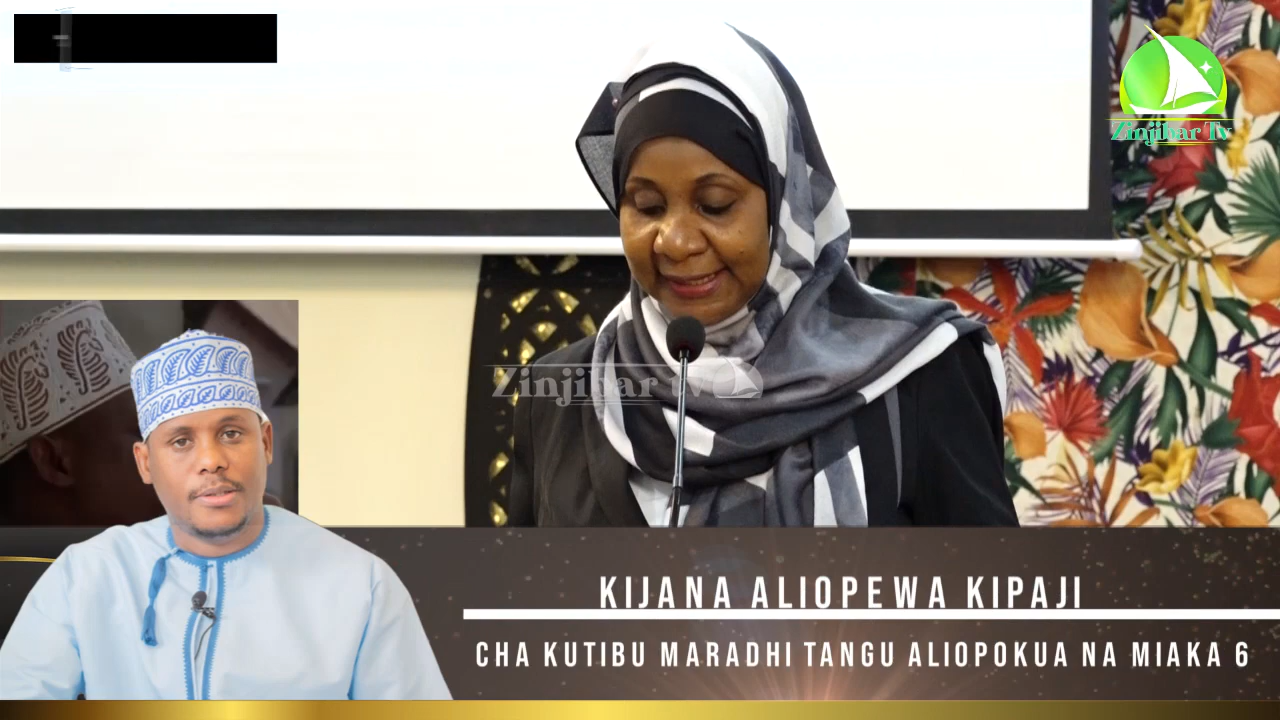 Zinjibar Tv
Zinjibar tv
KIJANA ALIOPEWA KIPAJI
CHA KUTIBU MARADHI TANGU ALIOPOKUA NA MIAKA 6